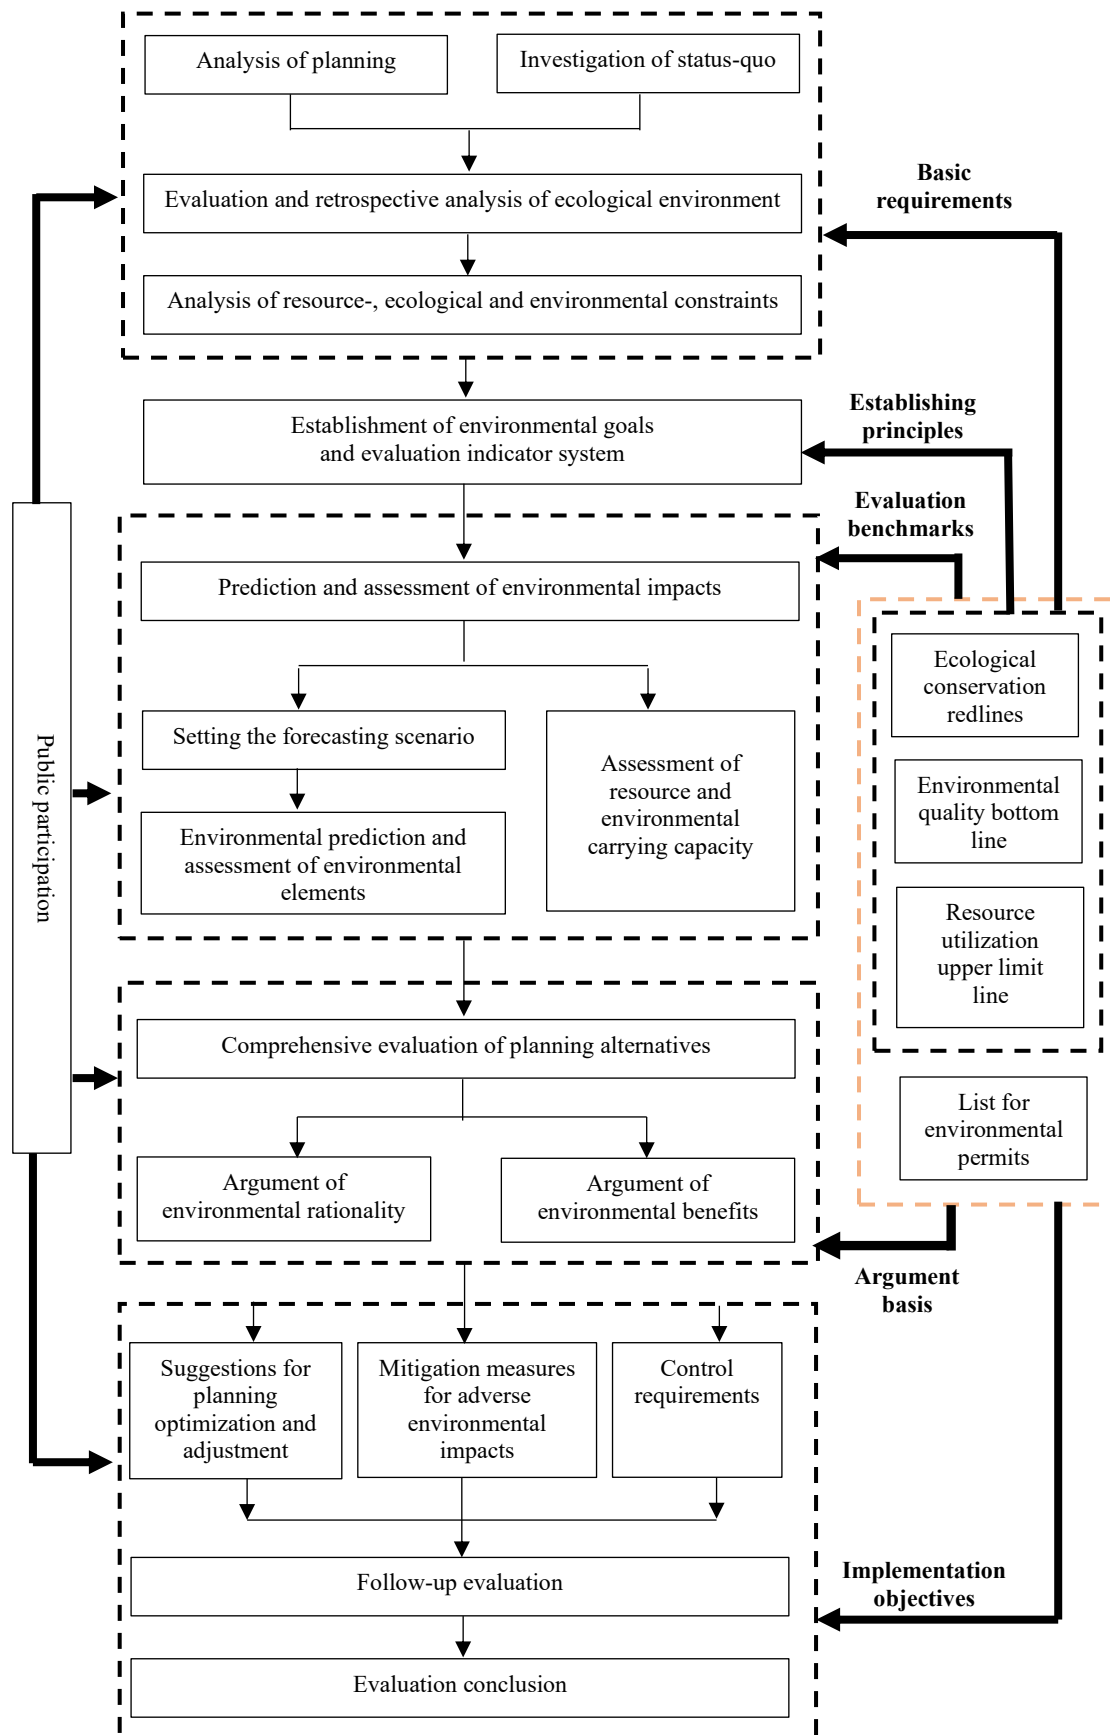 Analysis of planning
Investigation of status-quo
Evaluation and retrospective analysis of ecological environment
Analysis of resource-, ecological and environmental constraints
Basic
requirements
Establishment of environmental goals
and evaluation indicator system
Establishing
principles
Evaluation
benchmarks
Public participation
Prediction and assessment of environmental impacts
Setting the forecasting scenario
Environmental prediction and
assessment of environmental
elements
Assessment of
resource and
environmental
carrying capacity
Ecological
conservation
redlines
Environmental
quality bottom
line
Resource
utilization
upper limit
line
List for
environmental
permits
Comprehensive evaluation of planning alternatives
Argument of
environmental rationality
Argument of
environmental benefits
Argument
basis
Suggestions for
planning
optimization and
adjustment
Mitigation measures
for adverse
environmental
impacts
Control
requirements
Follow-up evaluation
Implementation
objectives
Evaluation conclusion